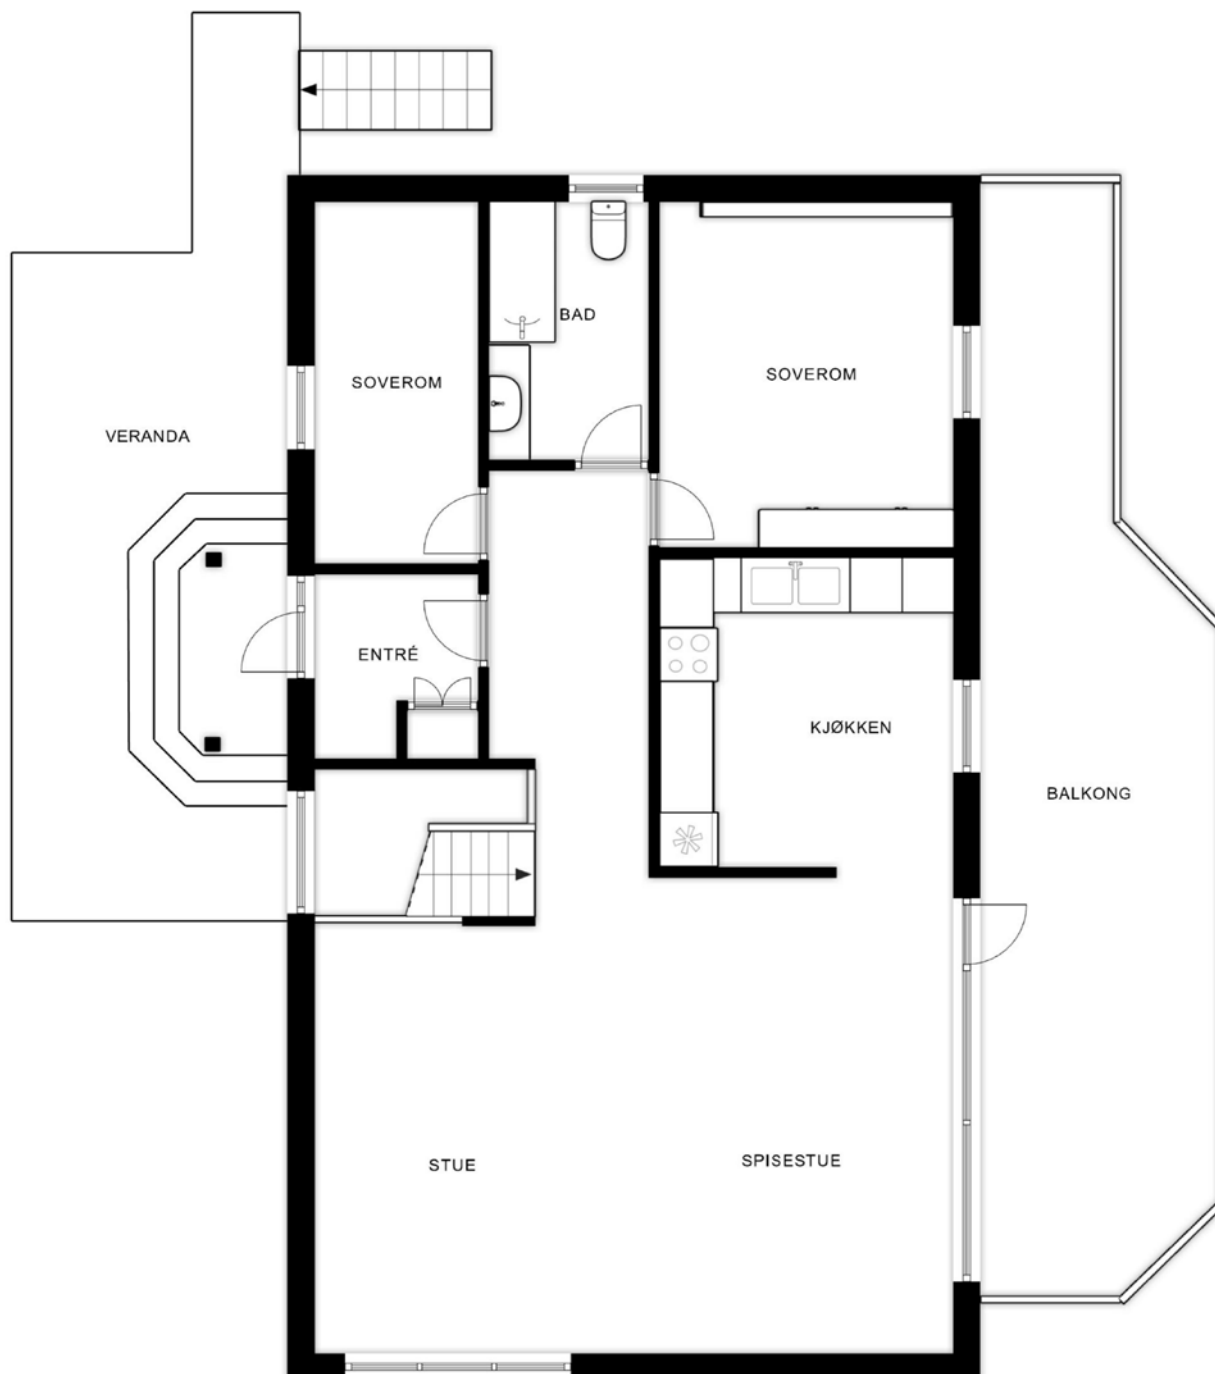 BAD
SOVEROM
SOVEROM
VERANDA
ENTRÉ
KJØKKEN
BALKONG
STUE
SPISESTUE